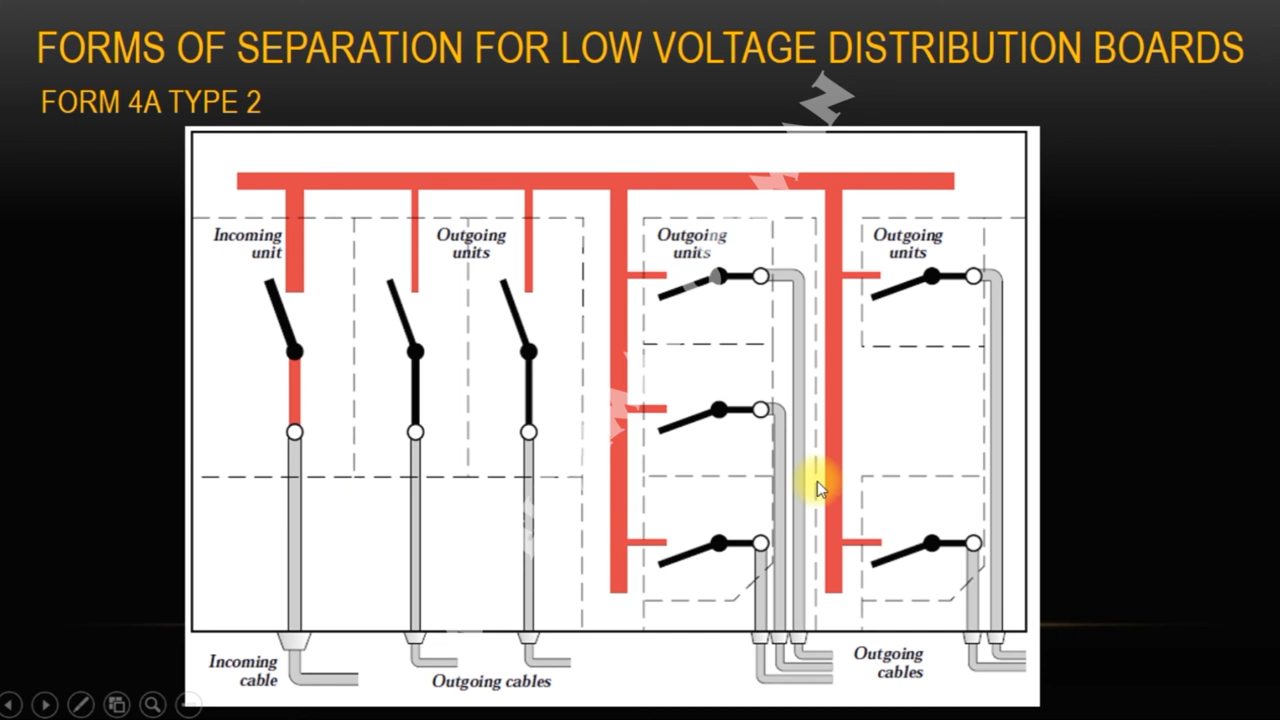 FORMS OF SEPARATION FOR LOW VOLTAGE DISTRIBUTION BOARDS
FORM 4A TYPE 2
Incoming
unit
Outgoing
units
Outgoing
units
Outgoing
units
Incoming
cable
Outgoing cables
Outgoing
cables